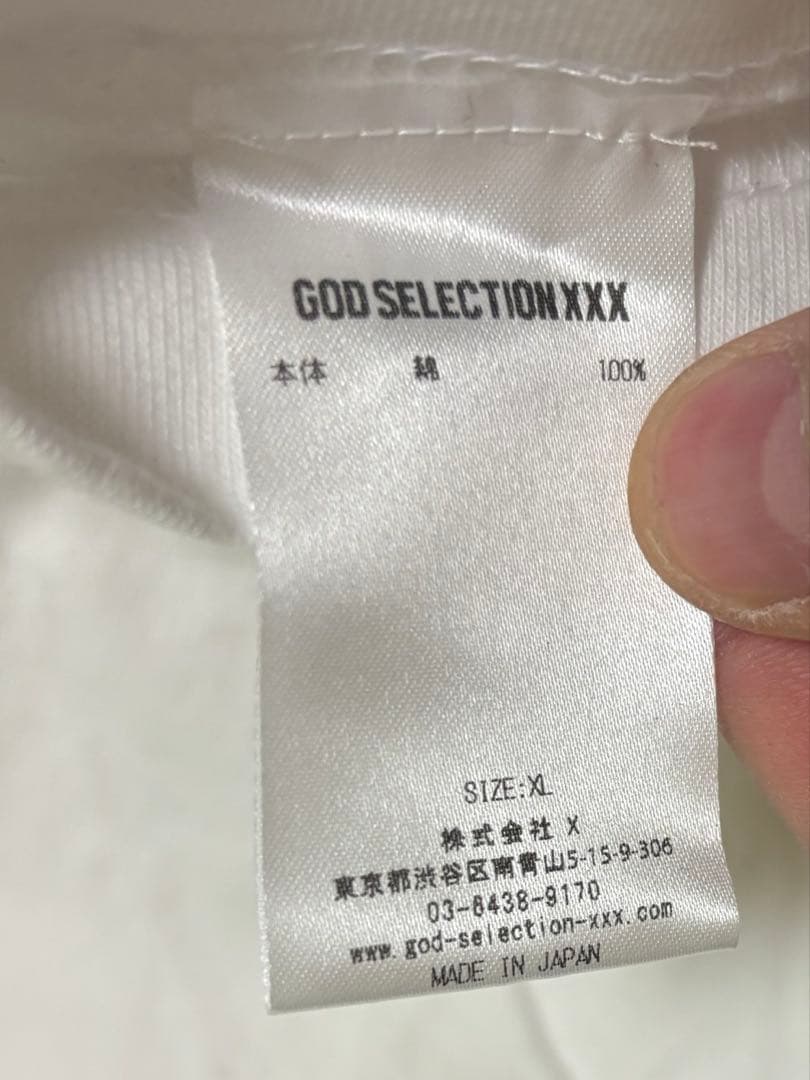 GOD SELECTION XXX
本体 綿 100%
SIZE:XL
株式会社 X
東京都渋谷区南青山5-15-9-306
03-6438-9170
www.god-selection-xxx.com
MADE IN JAPAN